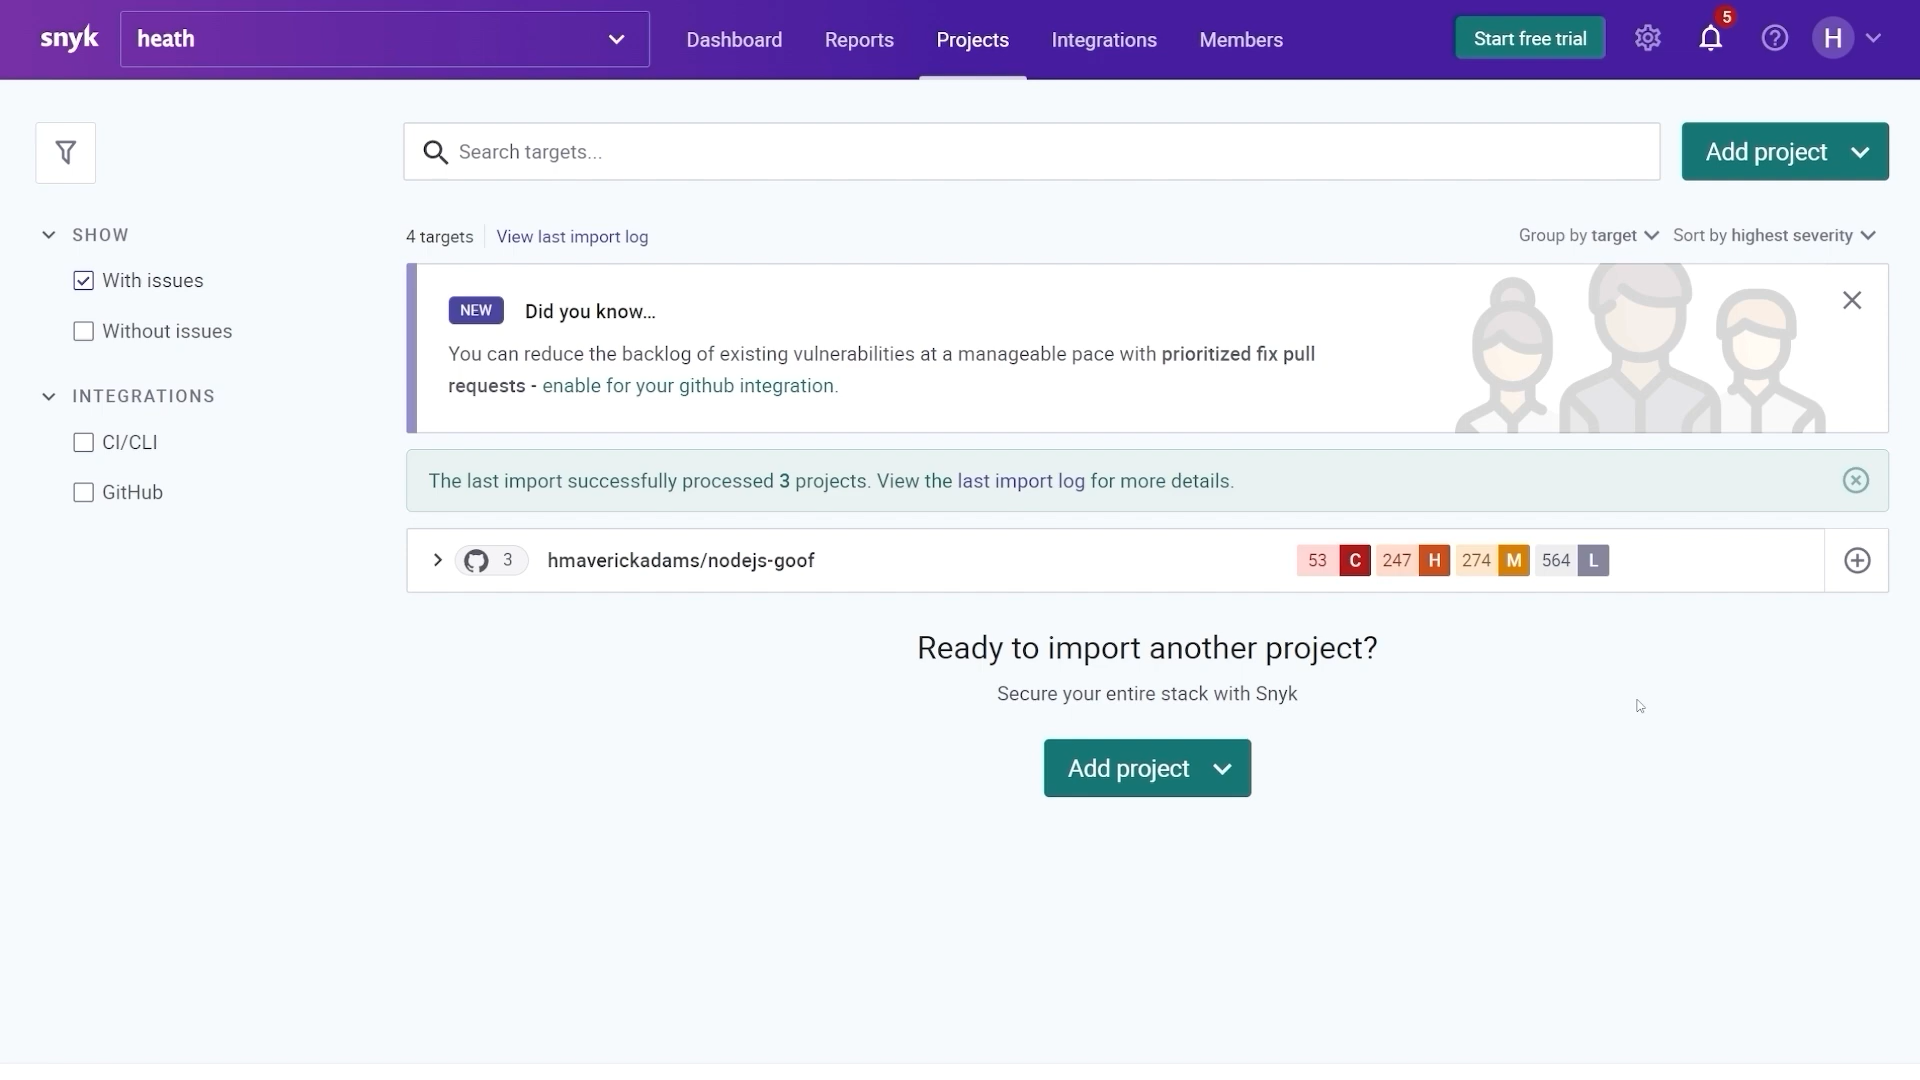 snyk
heath
Dashboard
Reports
Projects
Integrations
Members
Start free trial
5
H
Search targets...
Add project
SHOW
With issues
Without issues
INTEGRATIONS
CI/CLI
GitHub
4 targets
View last import log
Group by target
Sort by highest severity
NEW
Did you know...
You can reduce the backlog of existing vulnerabilities at a manageable pace with prioritized fix pull
requests - enable for your github integration.
The last import successfully processed 3 projects. View the last import log for more details.
3
hmaverickadams/nodejs-goof
53 C 247 H 274 M 564 L
Ready to import another project?
Secure your entire stack with Snyk
Add project